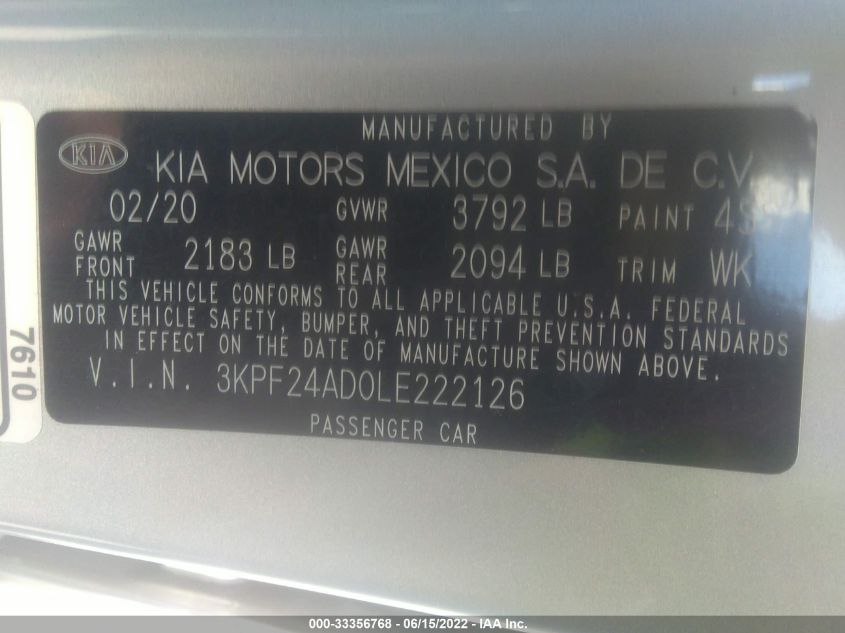 MANUFACTURED BY
KIA KIA MOTORS MEXICO S.A. DE C.V.
02/20 GVWR 3792 LB PAINT 4S
GAWR FRONT 2183 LB GAWR REAR 2094 LB TRIM WK
THIS VEHICLE CONFORMS TO ALL APPLICABLE U.S.A. FEDERAL
MOTOR VEHICLE SAFETY, BUMPER, AND THEFT PREVENTION STANDARDS
IN EFFECT ON THE DATE OF MANUFACTURE SHOWN ABOVE.
V.I.N. 3KPF24AD0LE222126
PASSENGER CAR
7610
000-33356768 - 06/15/2022 - IAA Inc.